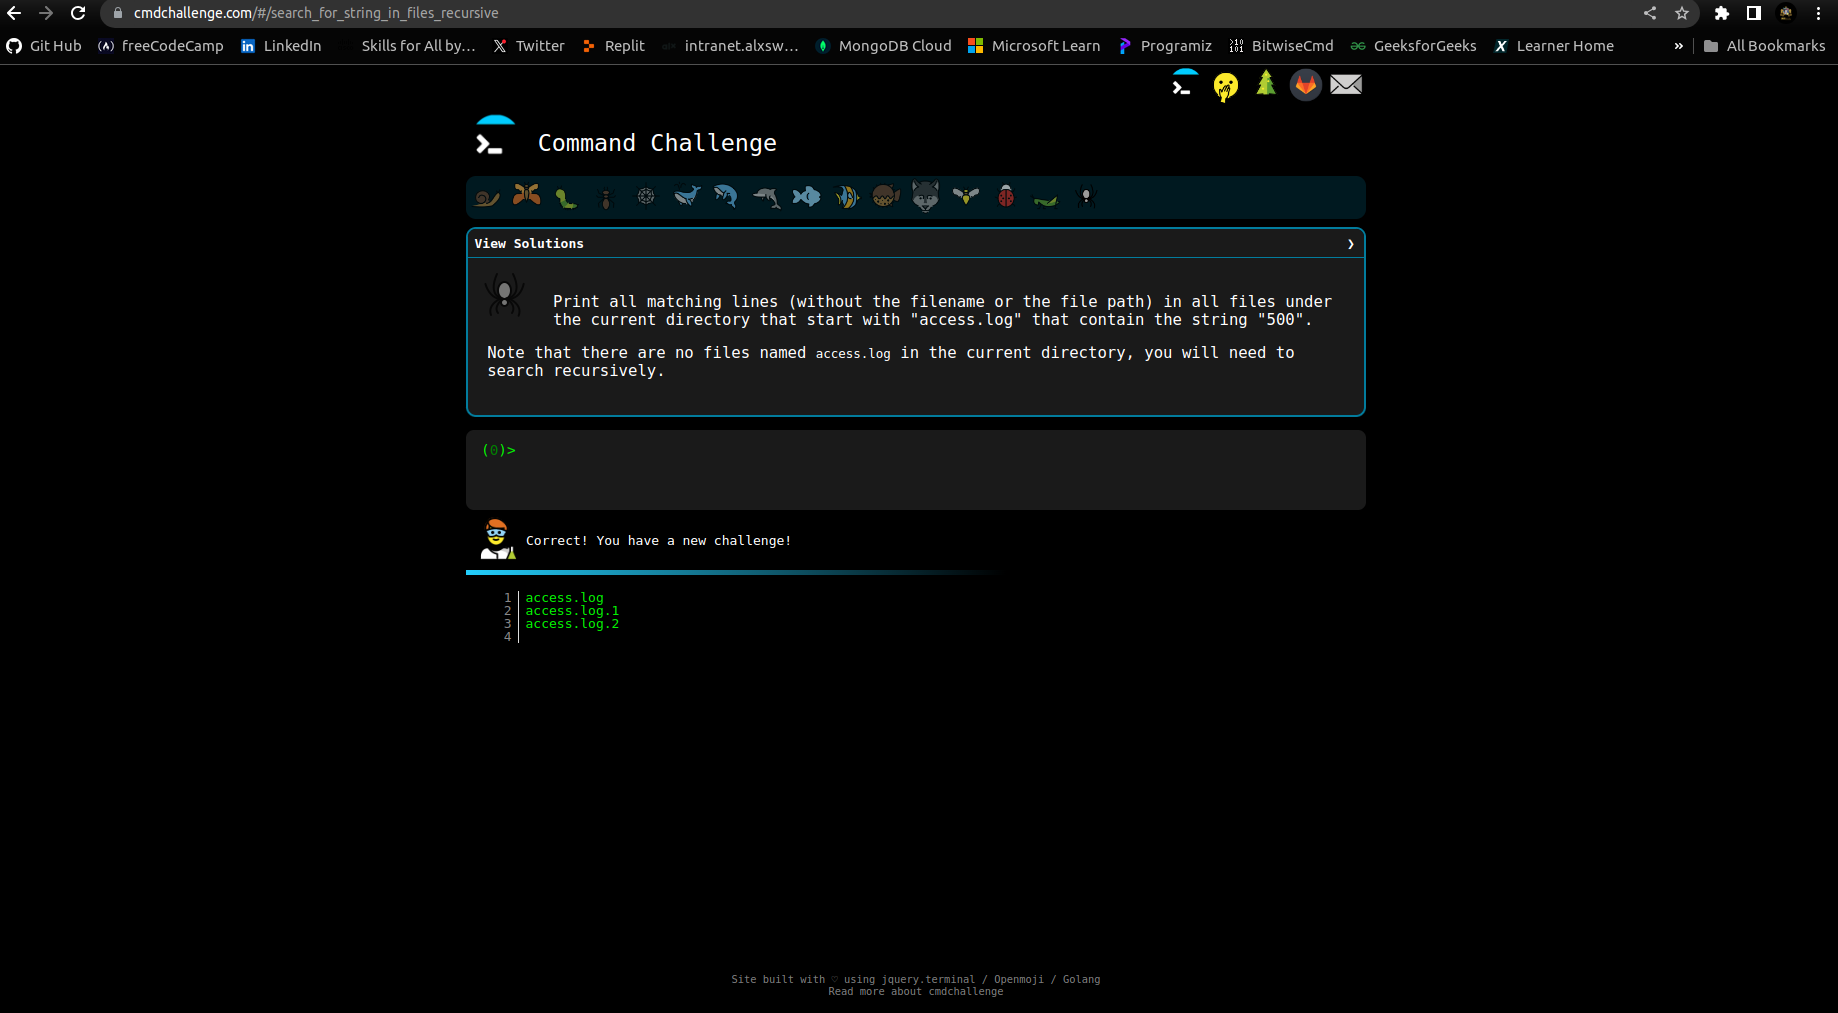 cmdchallenge.com/#/search_for_string_in_files_recursive
Git Hub freeCodeCamp LinkedIn Skills for All by... Twitter Replit intranet.alxsw... MongoDB Cloud Microsoft Learn Programiz BitwiseCmd GeeksforGeeks Learner Home » All Bookmarks
Command Challenge
View Solutions ❯
Print all matching lines (without the filename or the file path) in all files under
the current directory that start with "access.log" that contain the string "500".
Note that there are no files named access.log in the current directory, you will need to
search recursively.
(0)>
Correct! You have a new challenge!
1 access.log
2 access.log.1
3 access.log.2
4
Site built with ♡ using jquery.terminal / Openmoji / Golang
Read more about cmdchallenge